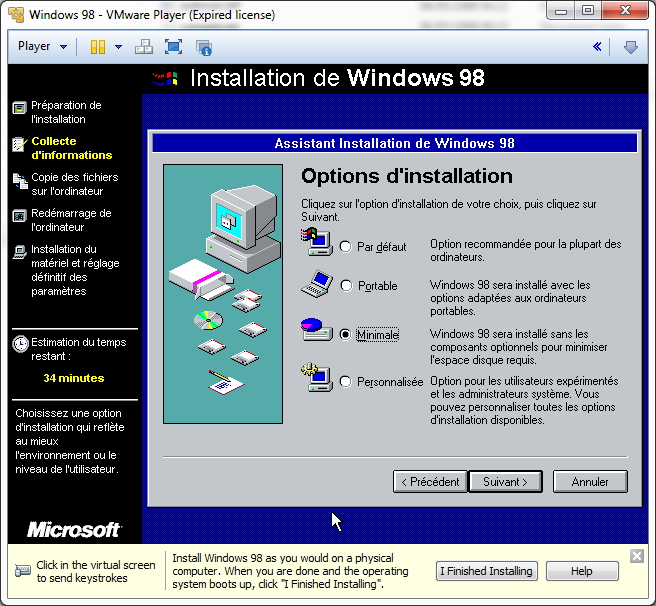 Windows 98 - VMware Player (Expired license)
Player
Installation de Windows 98
Préparation de
l'installation
Collecte
d'informations
Copie des fichiers
sur l'ordinateur
Redémarrage de
l'ordinateur
Installation du
matériel et réglage
définitif des
paramètres
Estimation du temps
restant :
34 minutes
Choisissez une option
d'installation qui reflète
au mieux
l'environnement ou le
niveau de l'utilisateur.
Microsoft
Assistant Installation de Windows 98
Options d'installation
Cliquez sur l'option d'installation de votre choix, puis cliquez sur
Suivant.
Par défaut
Option recommandée pour la plupart des
ordinateurs.
Portable
Windows 98 sera installé avec les
options adaptées aux ordinateurs
portables.
Minimale
Windows 98 sera installé sans les
composants optionnels pour minimiser
l'espace disque requis.
Personnalisée
Option pour les utilisateurs expérimentés
et les administrateurs système. Vous
pouvez personnaliser toutes les options
d'installation disponibles.
< Précédent
Suivant >
Annuler
Click in the virtual screen
to send keystrokes
Install Windows 98 as you would on a physical
computer. When you are done and the operating
system boots up, click "I Finished Installing".
I Finished Installing
Help